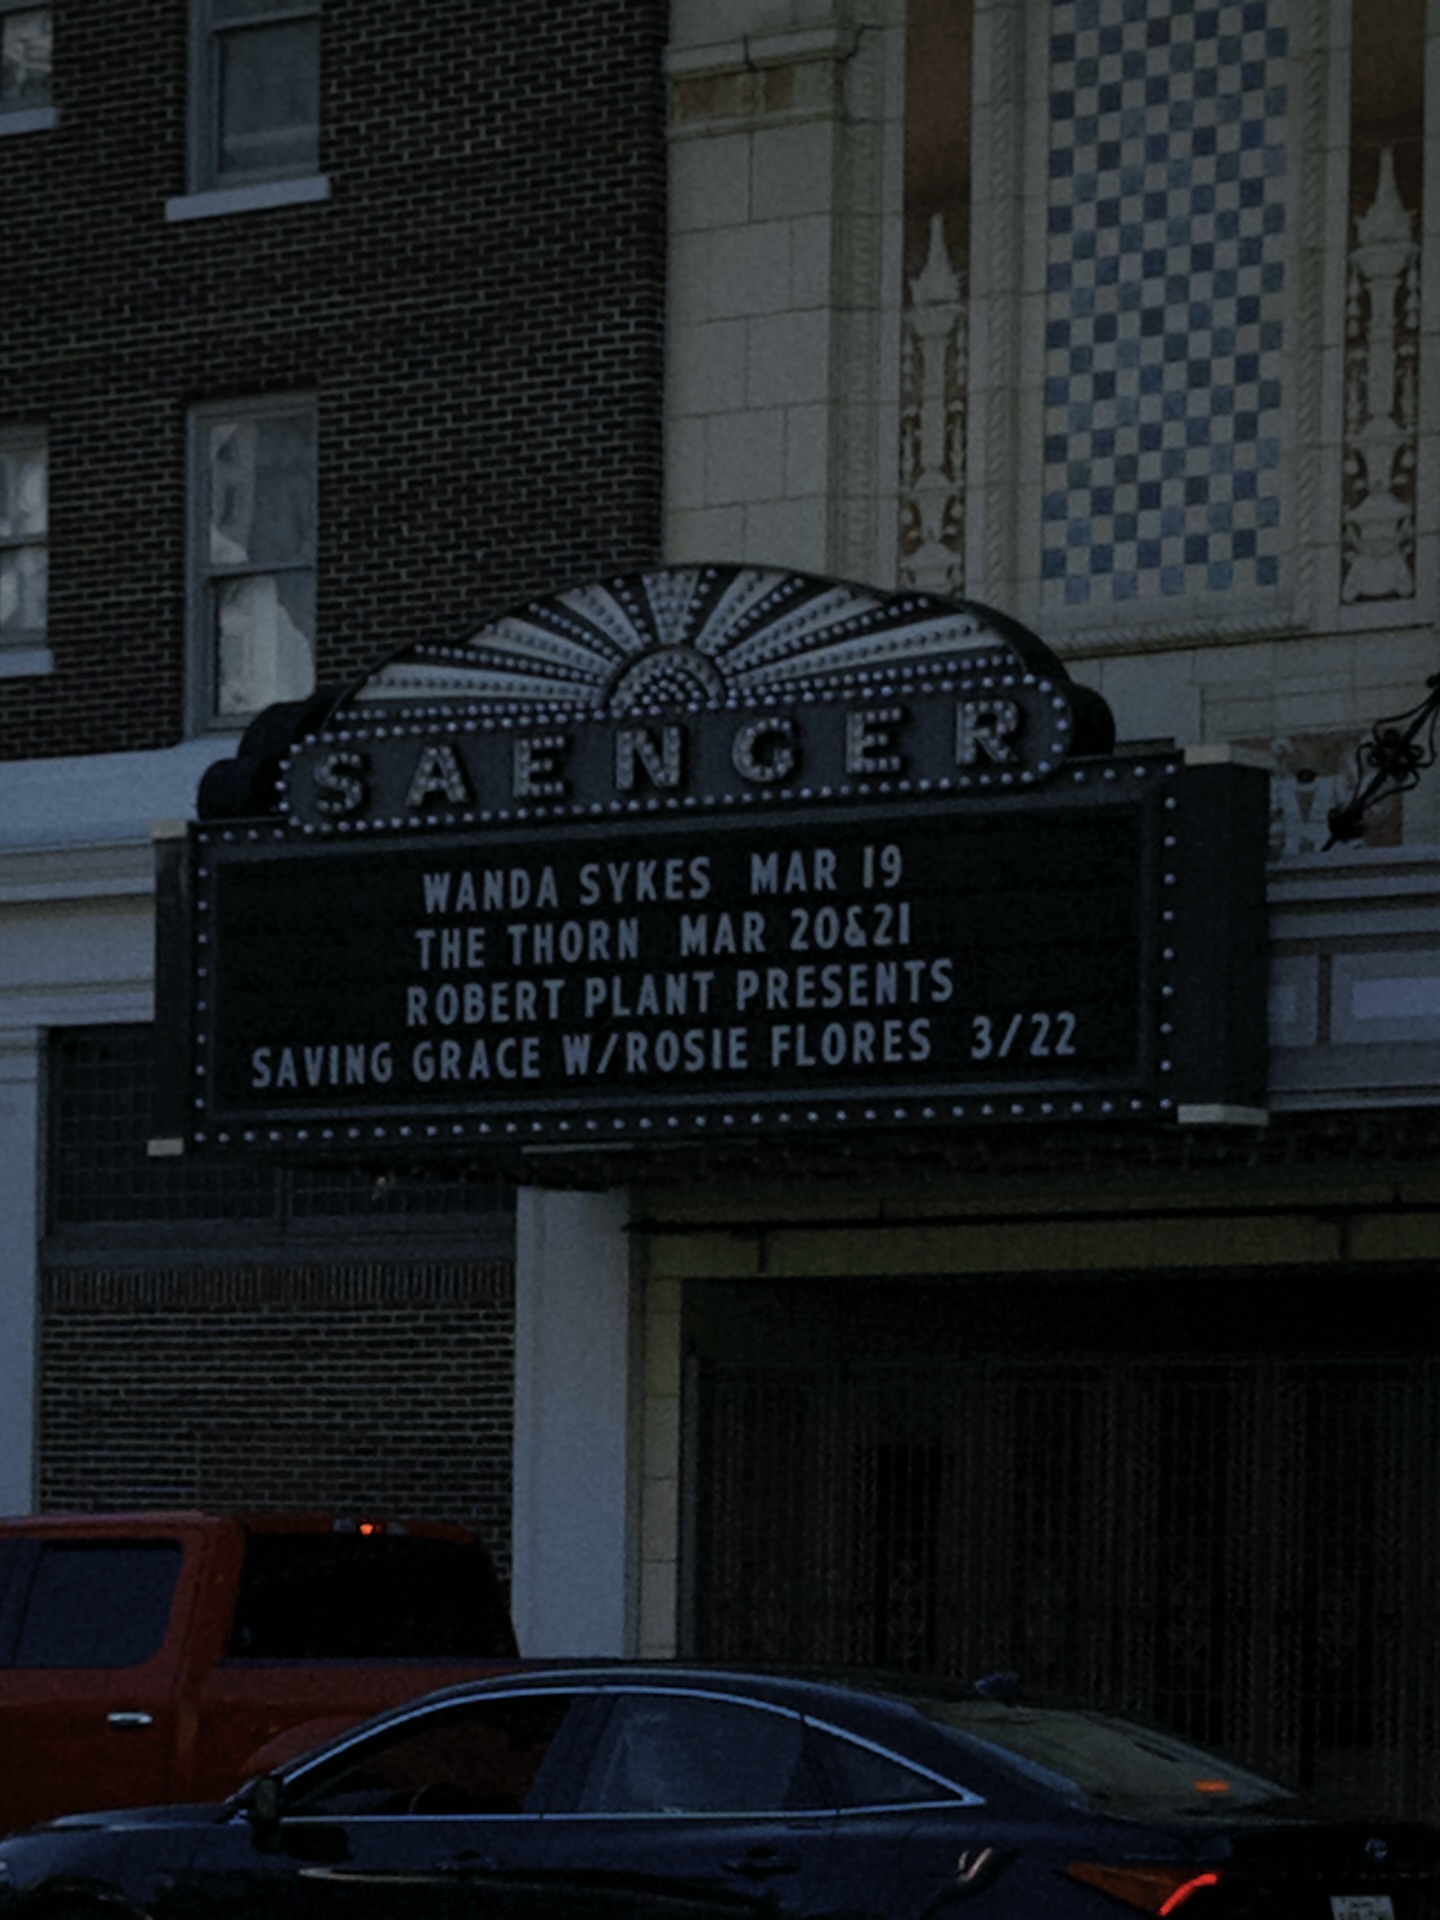 SAENGER
WANDA SYKES MAR 19
THE THORN MAR 20&21
ROBERT PLANT PRESENTS
SAVING GRACE W/ROSIE FLORES 3/22